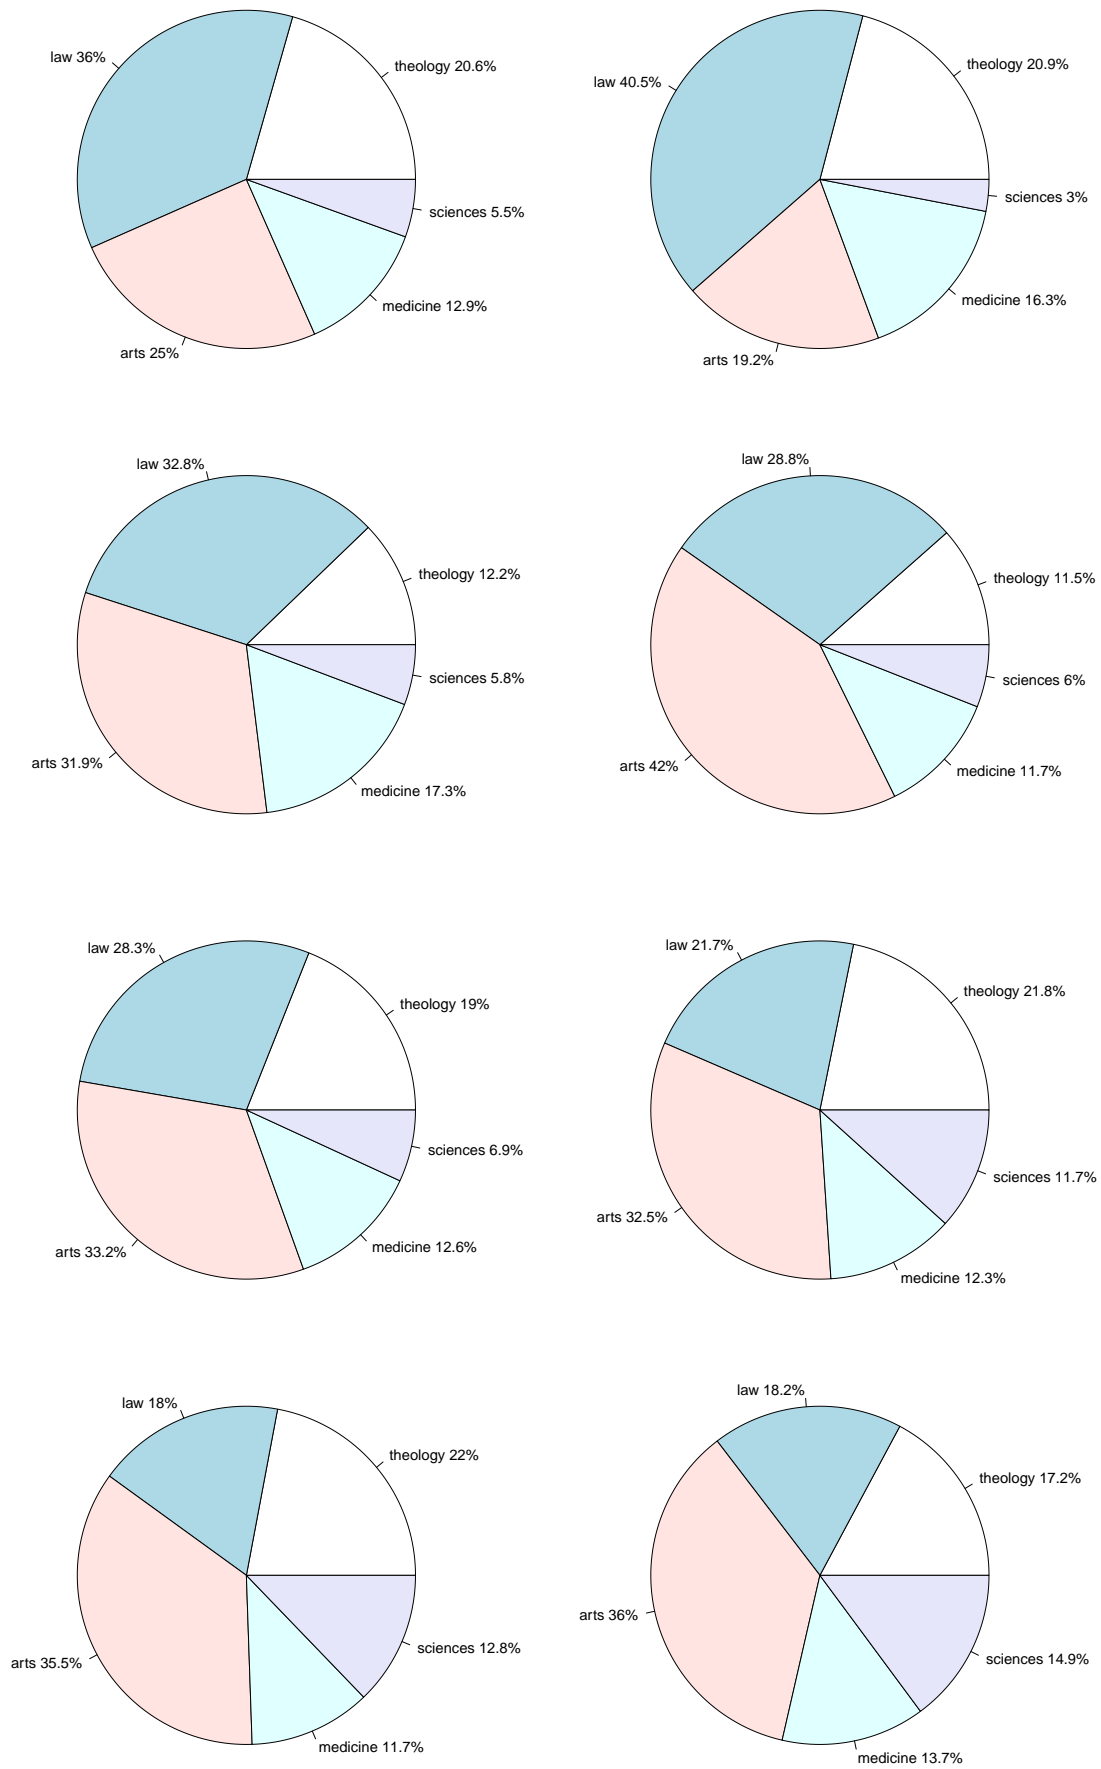 law 36%
theology 20.6%
sciences 5.5%
medicine 12.9%
arts 25%
law 40.5%
theology 20.9%
sciences 3%
medicine 16.3%
arts 19.2%
law 32.8%
theology 12.2%
sciences 5.8%
medicine 17.3%
arts 31.9%
law 28.8%
theology 11.5%
sciences 6%
medicine 11.7%
arts 42%
law 28.3%
theology 19%
sciences 6.9%
medicine 12.6%
arts 33.2%
law 21.7%
theology 21.8%
sciences 11.7%
medicine 12.3%
arts 32.5%
law 18%
theology 22%
sciences 12.8%
medicine 11.7%
arts 35.5%
law 18.2%
theology 17.2%
sciences 14.9%
medicine 13.7%
arts 36%